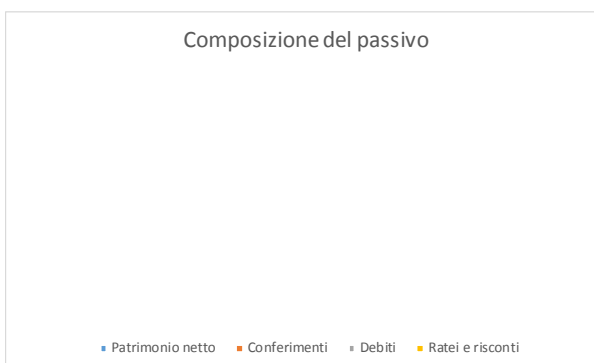 Composizione del passivo
Patrimonio netto Conferimenti Debiti Ratei e risconti